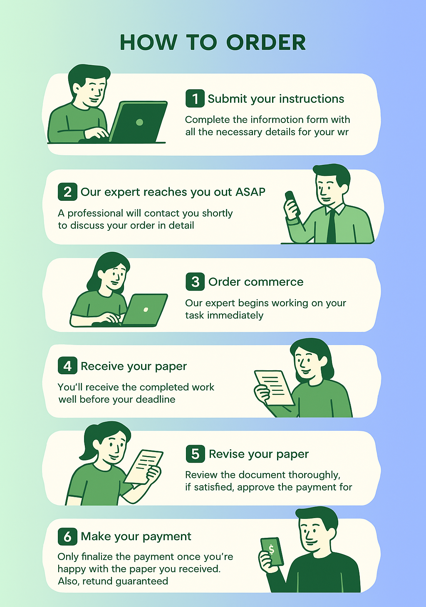 HOW TO ORDER
1 Submit your instructions
Complete the informotion form with
all the necessary details for your wr
2 Our expert reaches you out ASAP
A professional will contact you shortly
to discuss your order in detail
3 Order commerce
Our expert begins working on your
task immediately
4 Receive your paper
You'll receive the completed work
well before your deadline
5 Revise your paper
Review the document thoroughly,
if satisfied, approve the payment for
6 Make your payment
Only finalize the payment once you're
happy with the paper you received.
Also, retund guaranteed
$